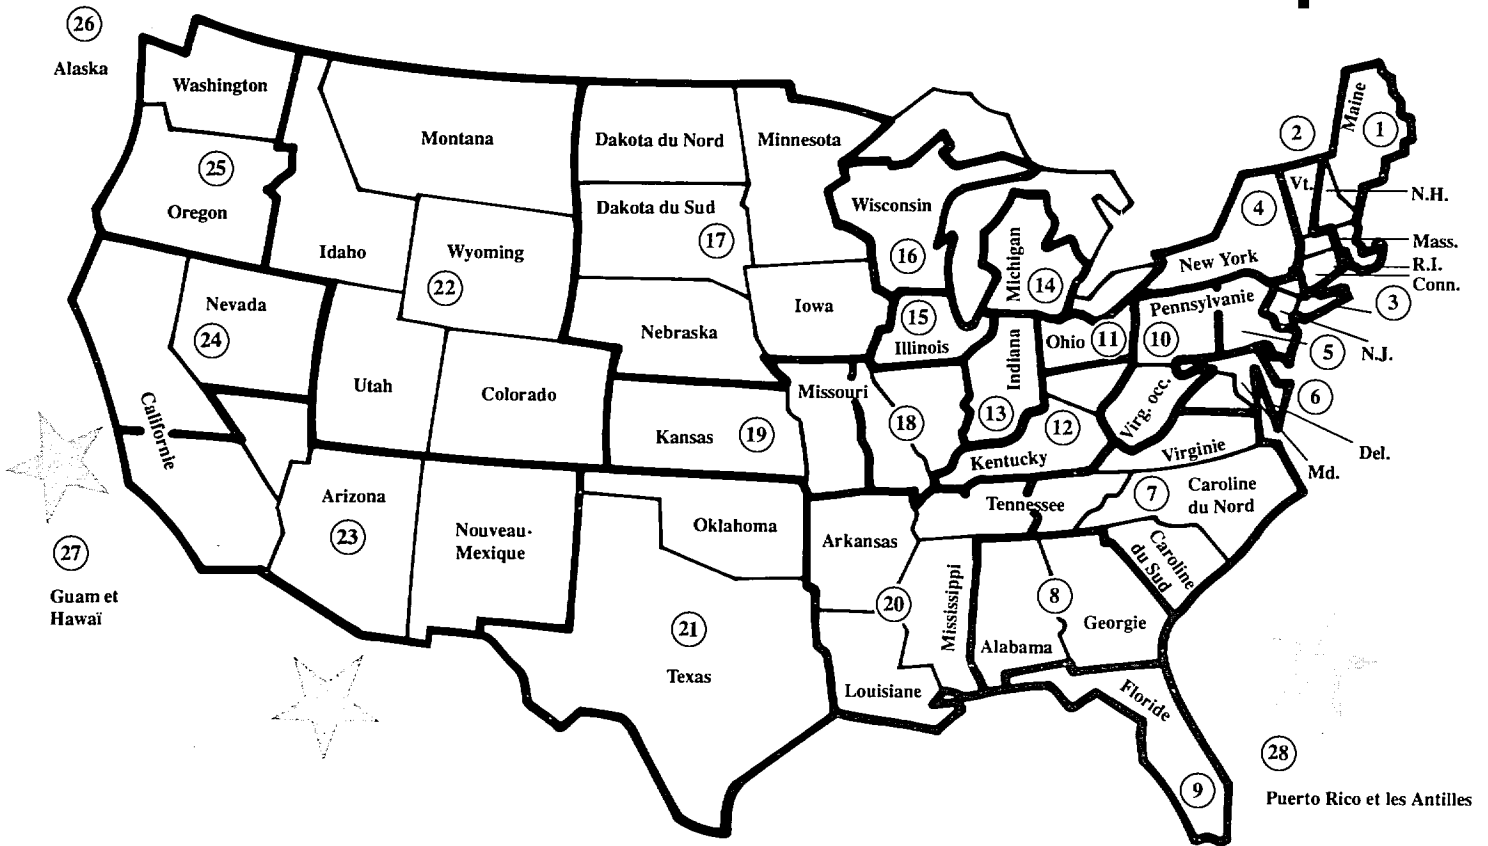 26
Alaska
Washington
Montana
Dakota du Nord
Minnesota
Maine
1
2
25
Oregon
Idaho
Wyoming
22
Dakota du Sud
17
Wisconsin
16
Michigan
14
4
New York
Vt.
N.H.
Mass.
R.I.
Conn.
3
Nevada
24
Utah
Colorado
Nebraska
Iowa
15
Illinois
Indiana
13
Ohio
11
Pennsylvanie
10
5
N.J.
6
Del.
Md.
Californie
Kansas
19
Missouri
18
12
Kentucky
Virg. occ.
Virginie
27
Guam et
Hawaï
Arizona
23
Nouveau-
Mexique
Oklahoma
Arkansas
Tennessee
7
Caroline
du Nord
Caroline
du Sud
21
Texas
20
Mississippi
Louisiane
8
Alabama
Georgie
Floride
9
28
Puerto Rico et les Antilles